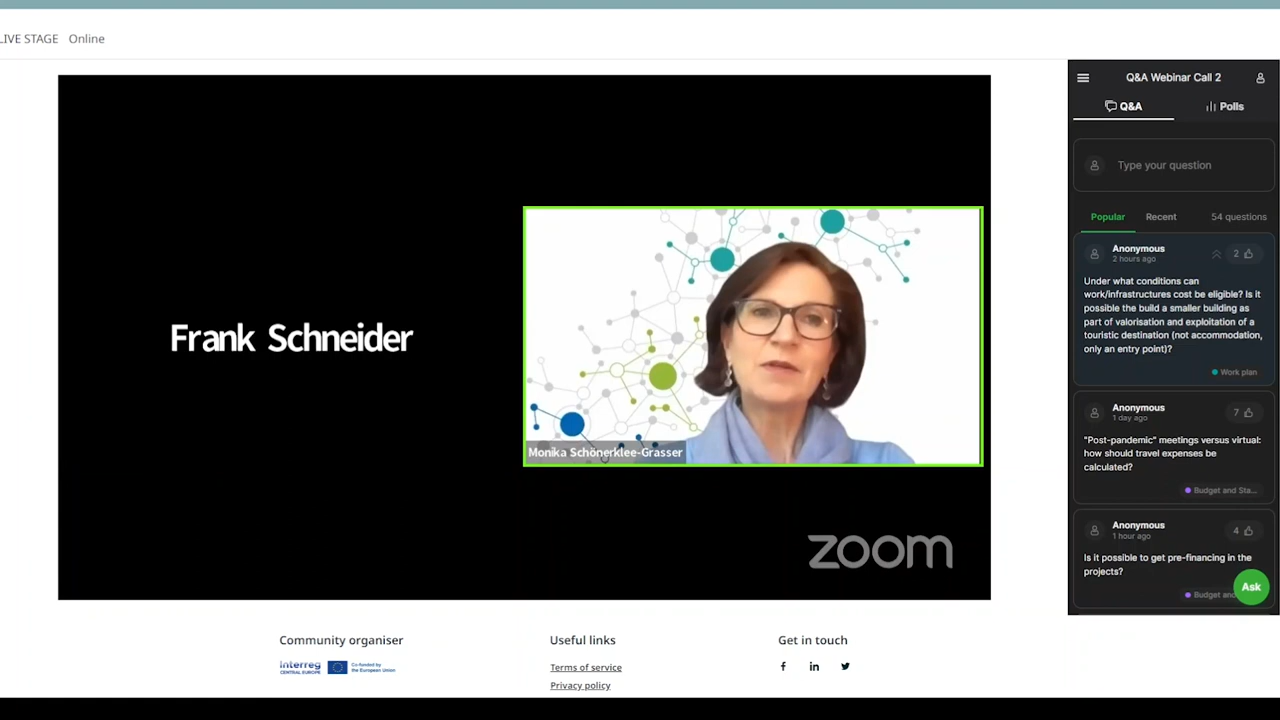 LIVE STAGE Online
Frank Schneider
Monika Schönerklee-Grasser
zoom
Q&A Webinar Call 2
Q&A
Polls
Type your question
Popular
Recent
54 questions
Anonymous
2 hours ago
2
Under what conditions can
work/infrastructures cost be eligible? Is it
possible the build a smaller building as
part of valorisation and exploitation of a
touristic destination (not accommodation,
only an entry point)?
Work plan
Anonymous
1 day ago
7
"Post-pandemic" meetings versus virtual:
how should travel expenses be
calculated?
Budget and Sta...
Anonymous
1 hour ago
4
Is it possible to get pre-financing in the
projects?
Budget and
Ask
Community organiser
Interreg
CENTRAL EUROPE
Co-funded by
the European Union
Useful links
Terms of service
Privacy policy
Get in touch